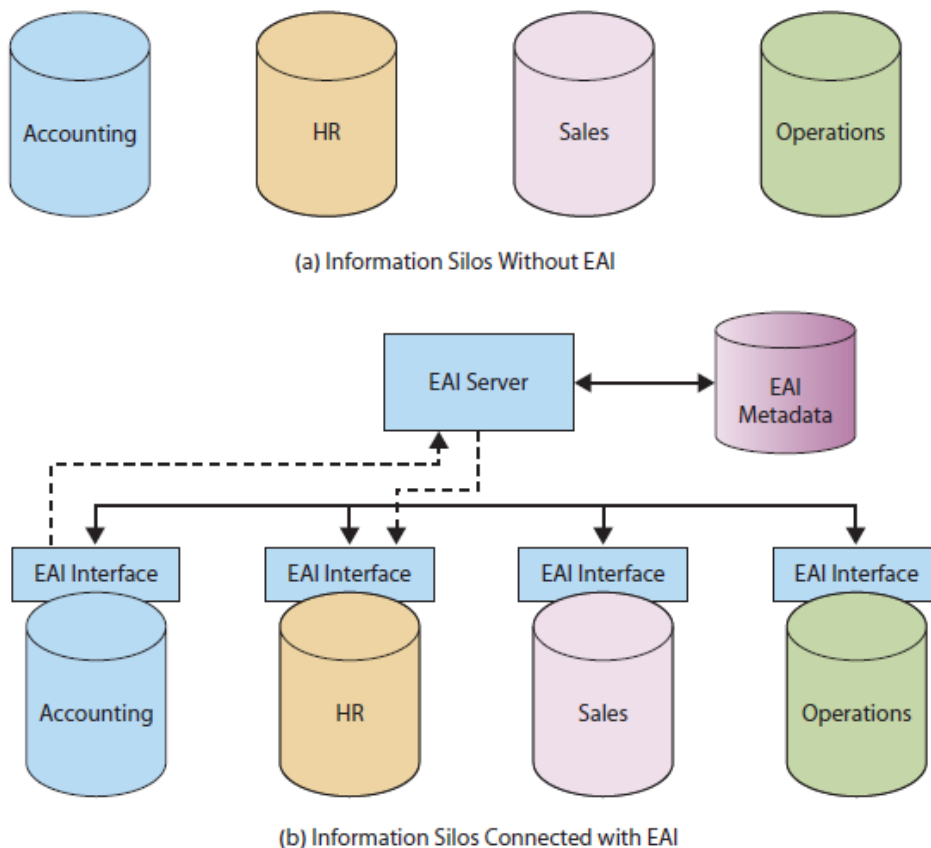 Accounting
HR
Sales
Operations
(a) Information Silos Without EAI
EAI Server
EAI
Metadata
EAI Interface
EAI Interface
EAI Interface
EAI Interface
Accounting
HR
Sales
Operations
(b) Information Silos Connected with EAI